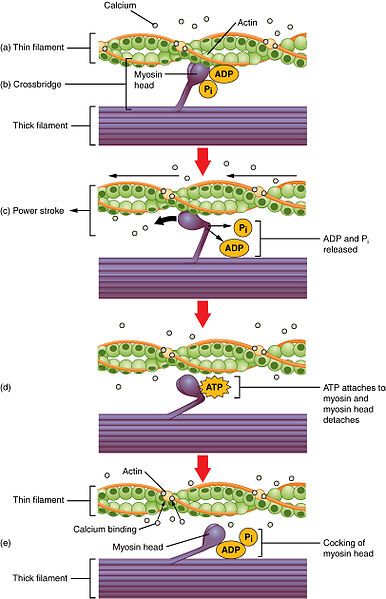 Calcium
Actin
(a) Thin filament
(b) Crossbridge
Myosin
head
ADP
Pi
Thick filament
(c) Power stroke
Pi
ADP
ADP and Pi
released
(d)
ATP
ATP attaches to
myosin and
myosin head
detaches
Actin
Thin filament
Calcium binding
(e)
Myosin head
Pi
ADP
Cocking of
myosin head
Thick filament